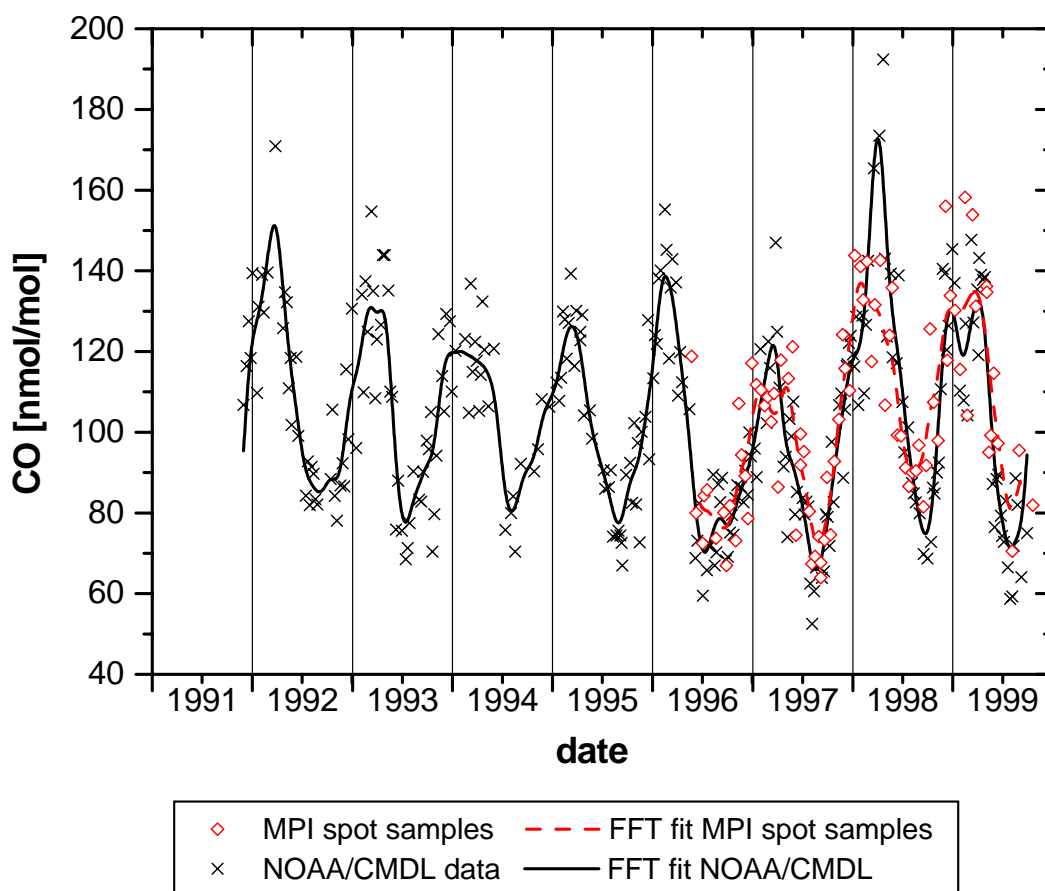 200
180
160
140
120
100
80
60
40
CO [nmol/mol]
1991 1992 1993 1994 1995 1996 1997 1998 1999
date
MPI spot samples FFT fit MPI spot samples
NOAA/CMDL data FFT fit NOAA/CMDL